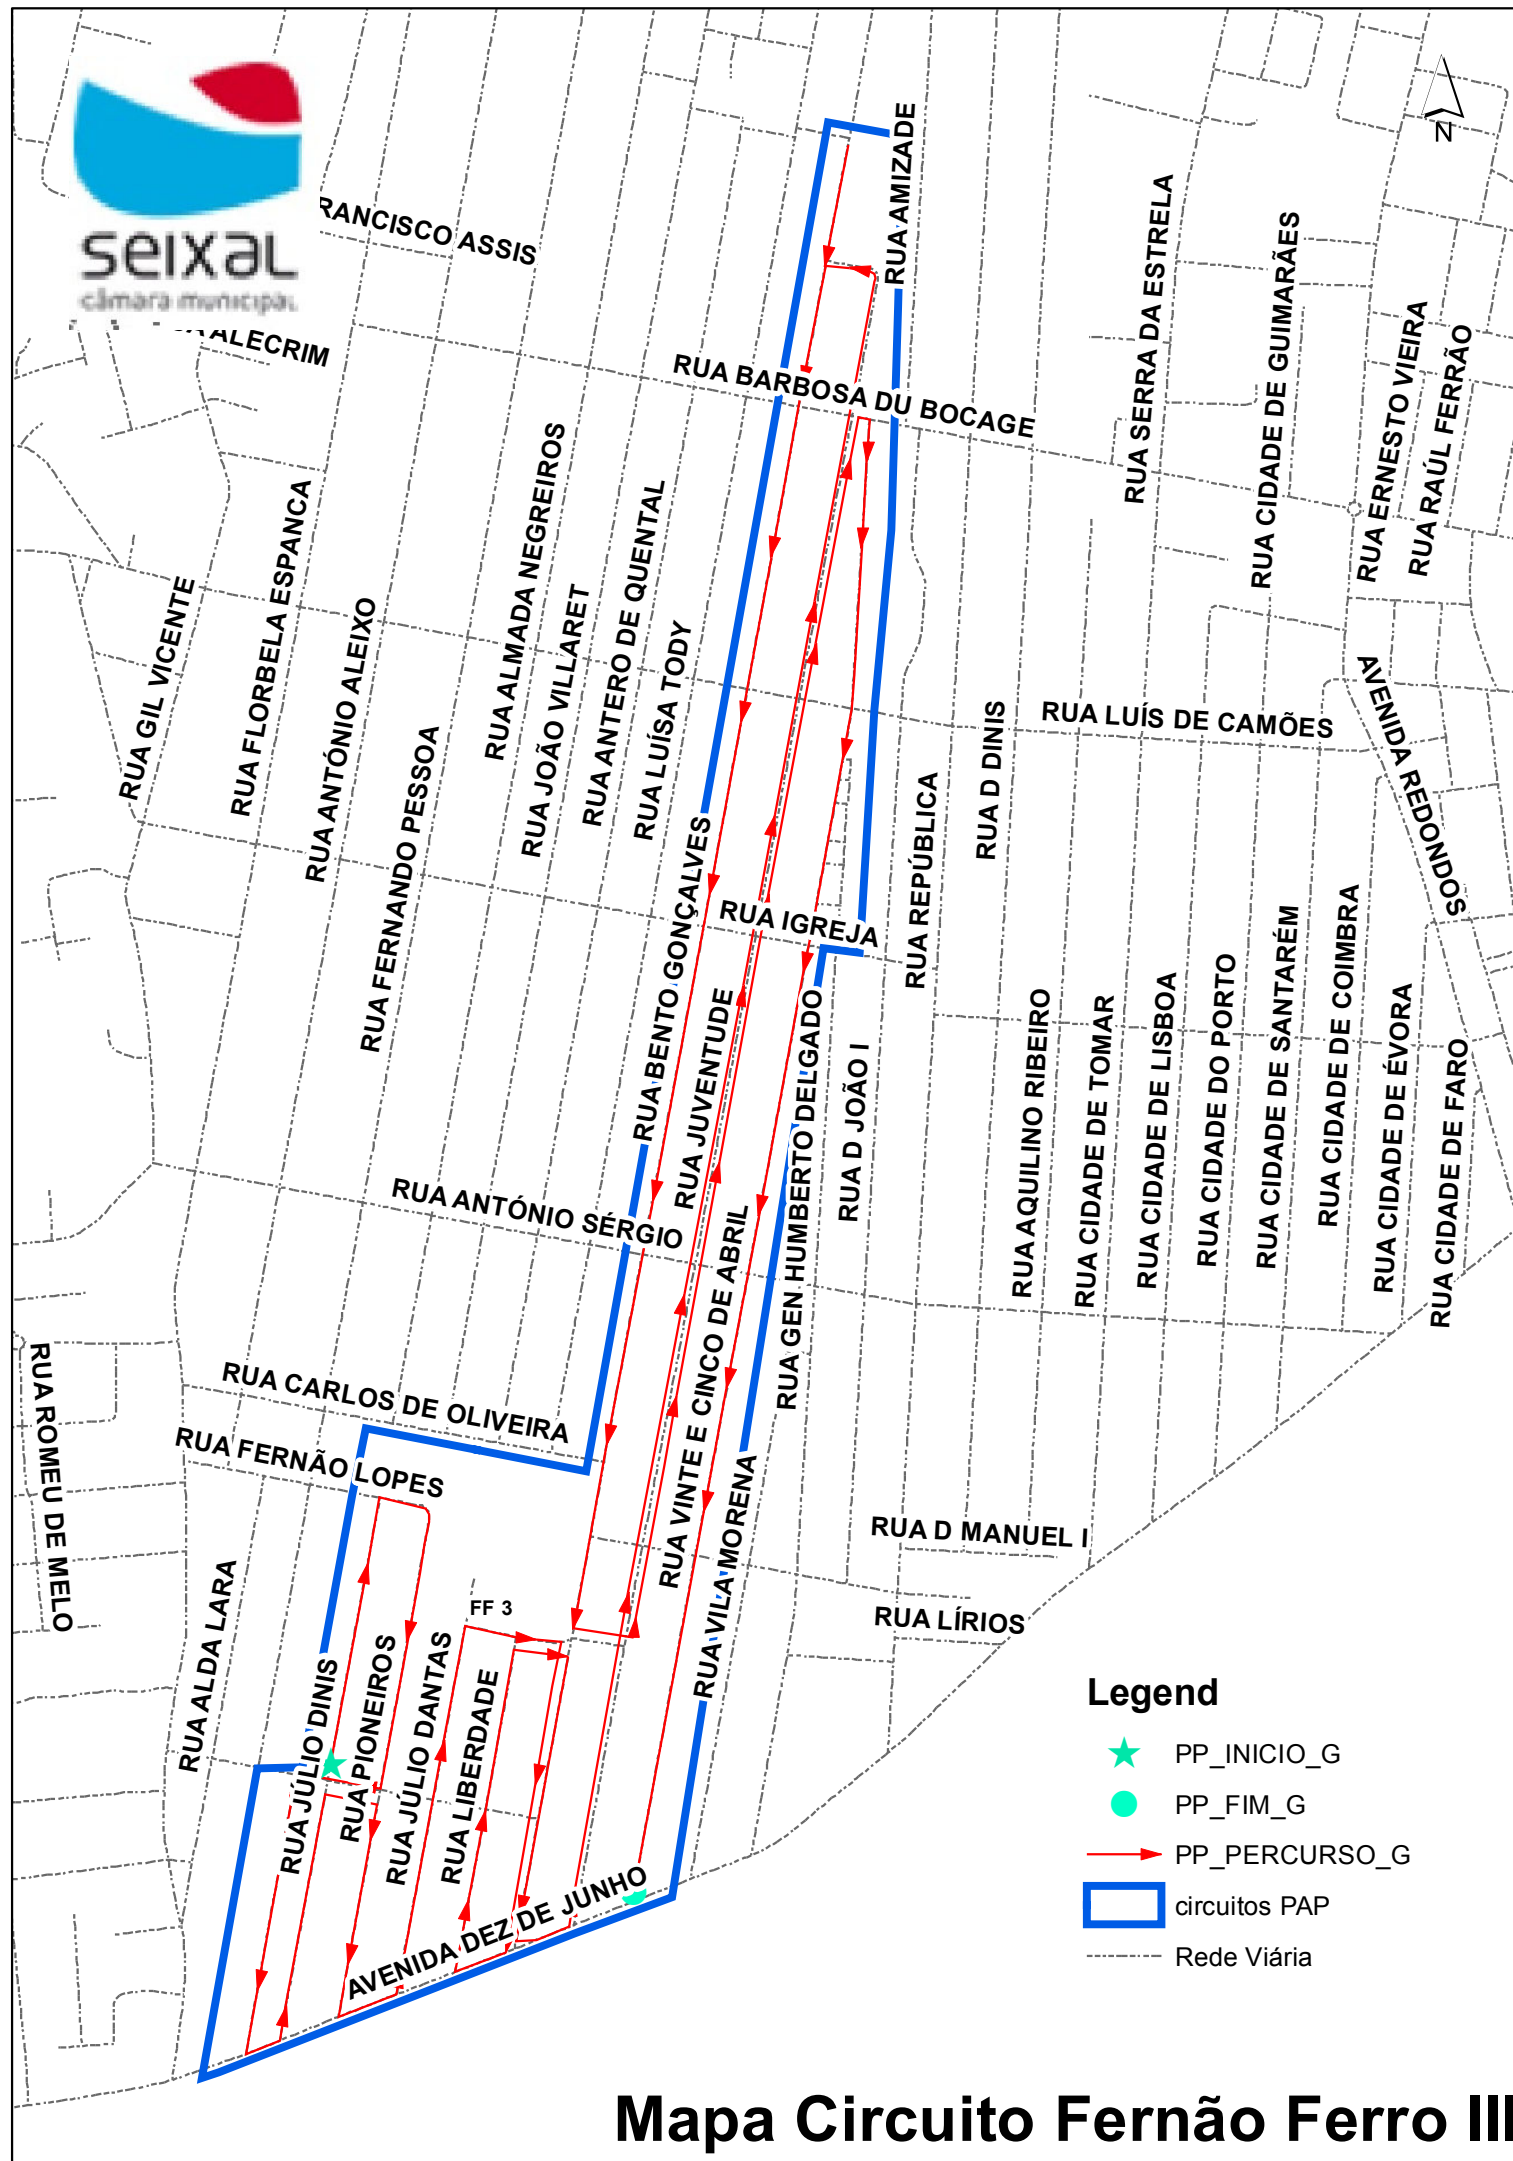 seixal
câmara municipal
RANCISCO ASSIS
ALECRIM
RUA AMIZADE
RUA BARBOSA DU BOCAGE
RUA SERRA DA ESTRELA
RUA CIDADE DE GUIMARÃES
RUA ERNESTO VIEIRA
RUA RAÚL FERRÃO
N
RUA GIL VICENTE
RUA FLORBELA ESPANCA
RUA ANTÓNIO ALEIXO
RUA FERNANDO PESSOA
RUA ALMADA NEGREIROS
RUA JOÃO VILLARET
RUA ANTERO DE QUENTAL
RUA LUÍSA TODY
RUA BENTO GONÇALVES
RUA LUÍS DE CAMÕES
AVENIDA REDONDOS
RUA D DINIS
RUA REPÚBLICA
RUA IGREJA
RUA JUVENTUDE
RUA GEN HUMBERTO DELGADO
RUA D JOÃO I
RUA AQUILINO RIBEIRO
RUA CIDADE DE TOMAR
RUA CIDADE DE LISBOA
RUA CIDADE DO PORTO
RUA CIDADE DE SANTARÉM
RUA CIDADE DE COIMBRA
RUA CIDADE DE ÉVORA
RUA CIDADE DE FARO
RUA ANTÓNIO SÉRGIO
RUA VINTE E CINCO DE ABRIL
RUA CARLOS DE OLIVEIRA
RUA FERNÃO LOPES
RUA ROMEU DE MELO
RUA VILA MORENA
RUA D MANUEL I
RUA LÍRIOS
RUA ALDA LARA
RUA JÚLIO DINIS
RUA PIONEIROS
RUA JÚLIO DANTAS
RUA LIBERDADE
FF 3
AVENIDA DEZ DE JUNHO
Legend
PP_INICIO_G
PP_FIM_G
PP_PERCURSO_G
circuitos PAP
Rede Viária
Mapa Circuito Fernão Ferro III